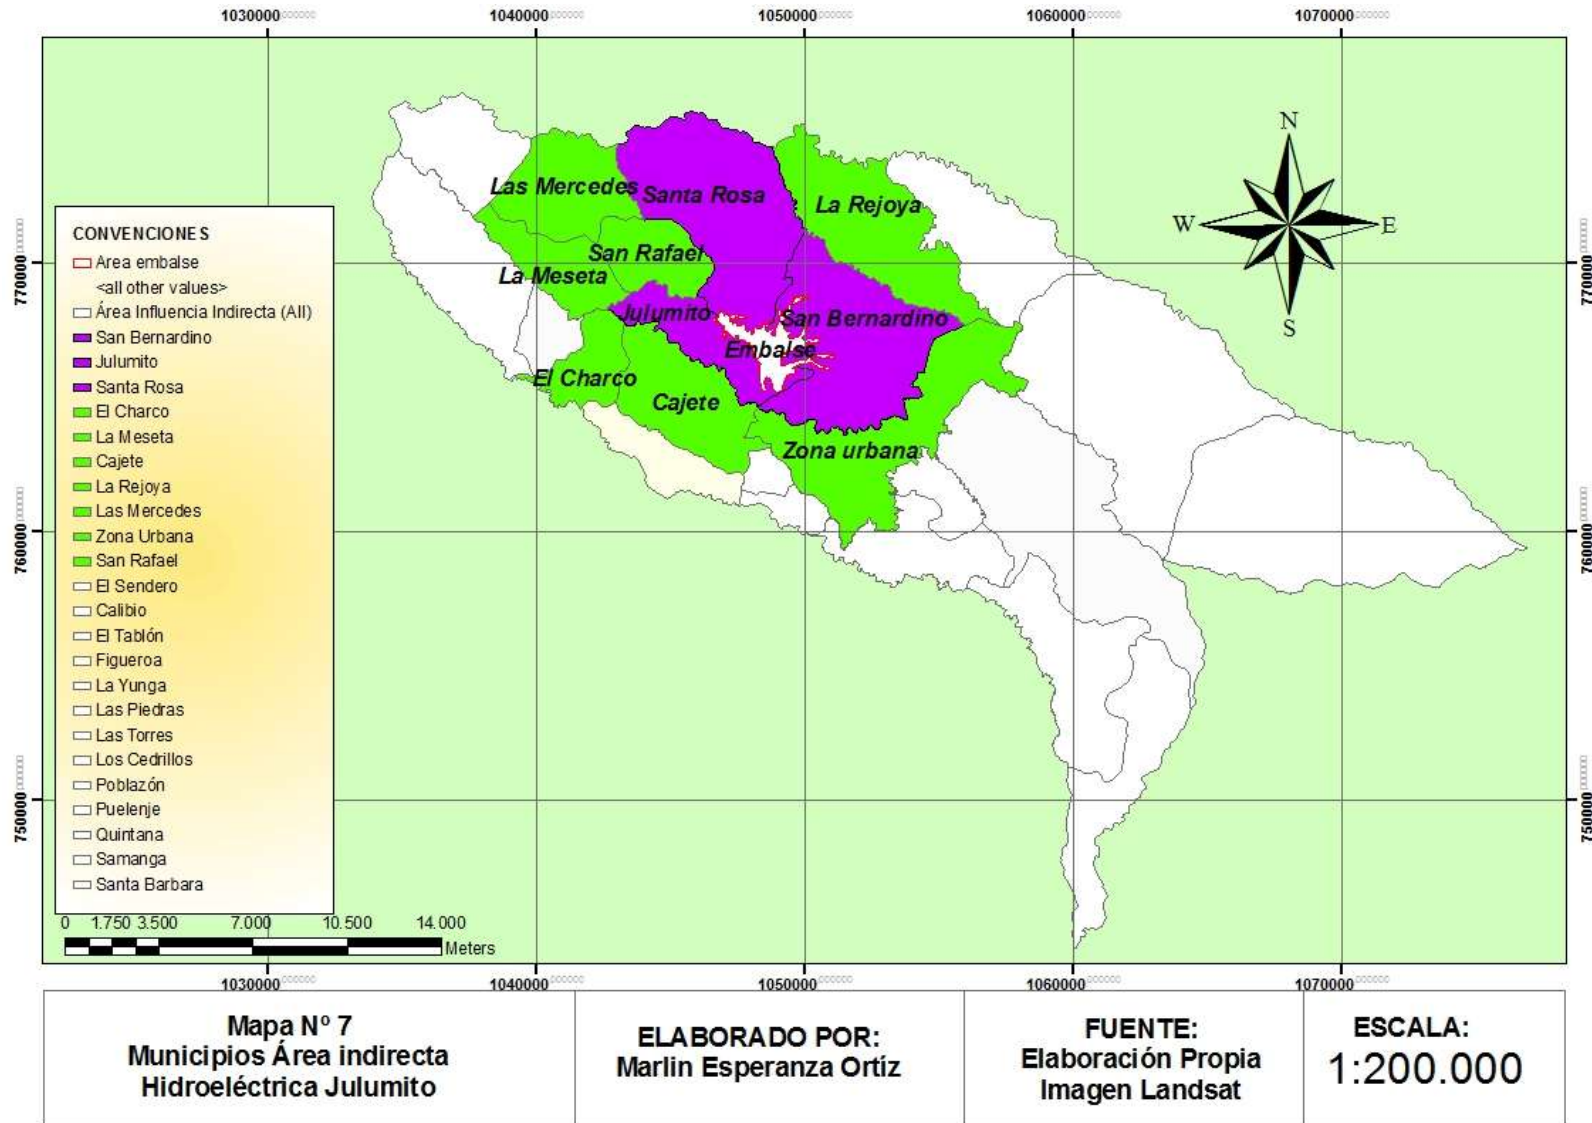 1030000 1040000 1050000 1060000 1070000
N
W E
S
Las Mercedes
Santa Rosa
La Rejoya
San Rafael
La Meseta
Julumito
San Bernardino
Embalse
El Charco
Cajete
Zona urbana
770000 770000
760000 760000
750000 750000
CONVENCIONES
Area embalse
<all other values>
Área Influencia Indirecta (AII)
San Bernardino
Julumito
Santa Rosa
El Charco
La Meseta
Cajete
La Rejoya
Las Mercedes
Zona Urbana
San Rafael
El Sendero
Calibio
El Tablón
Figueroa
La Yunga
Las Piedras
Las Torres
Los Cedrillos
Poblazón
Puelenje
Quintana
Samanga
Santa Barbara
0 1.750 3.500 7.000 10.500 14.000
Meters
1030000 1040000 1050000 1060000 1070000
Mapa Nº 7
Municipios Área indirecta
Hidroeléctrica Julumito
ELABORADO POR:
Marlin Esperanza Ortíz
FUENTE:
Elaboración Propia
Imagen Landsat
ESCALA:
1:200.000